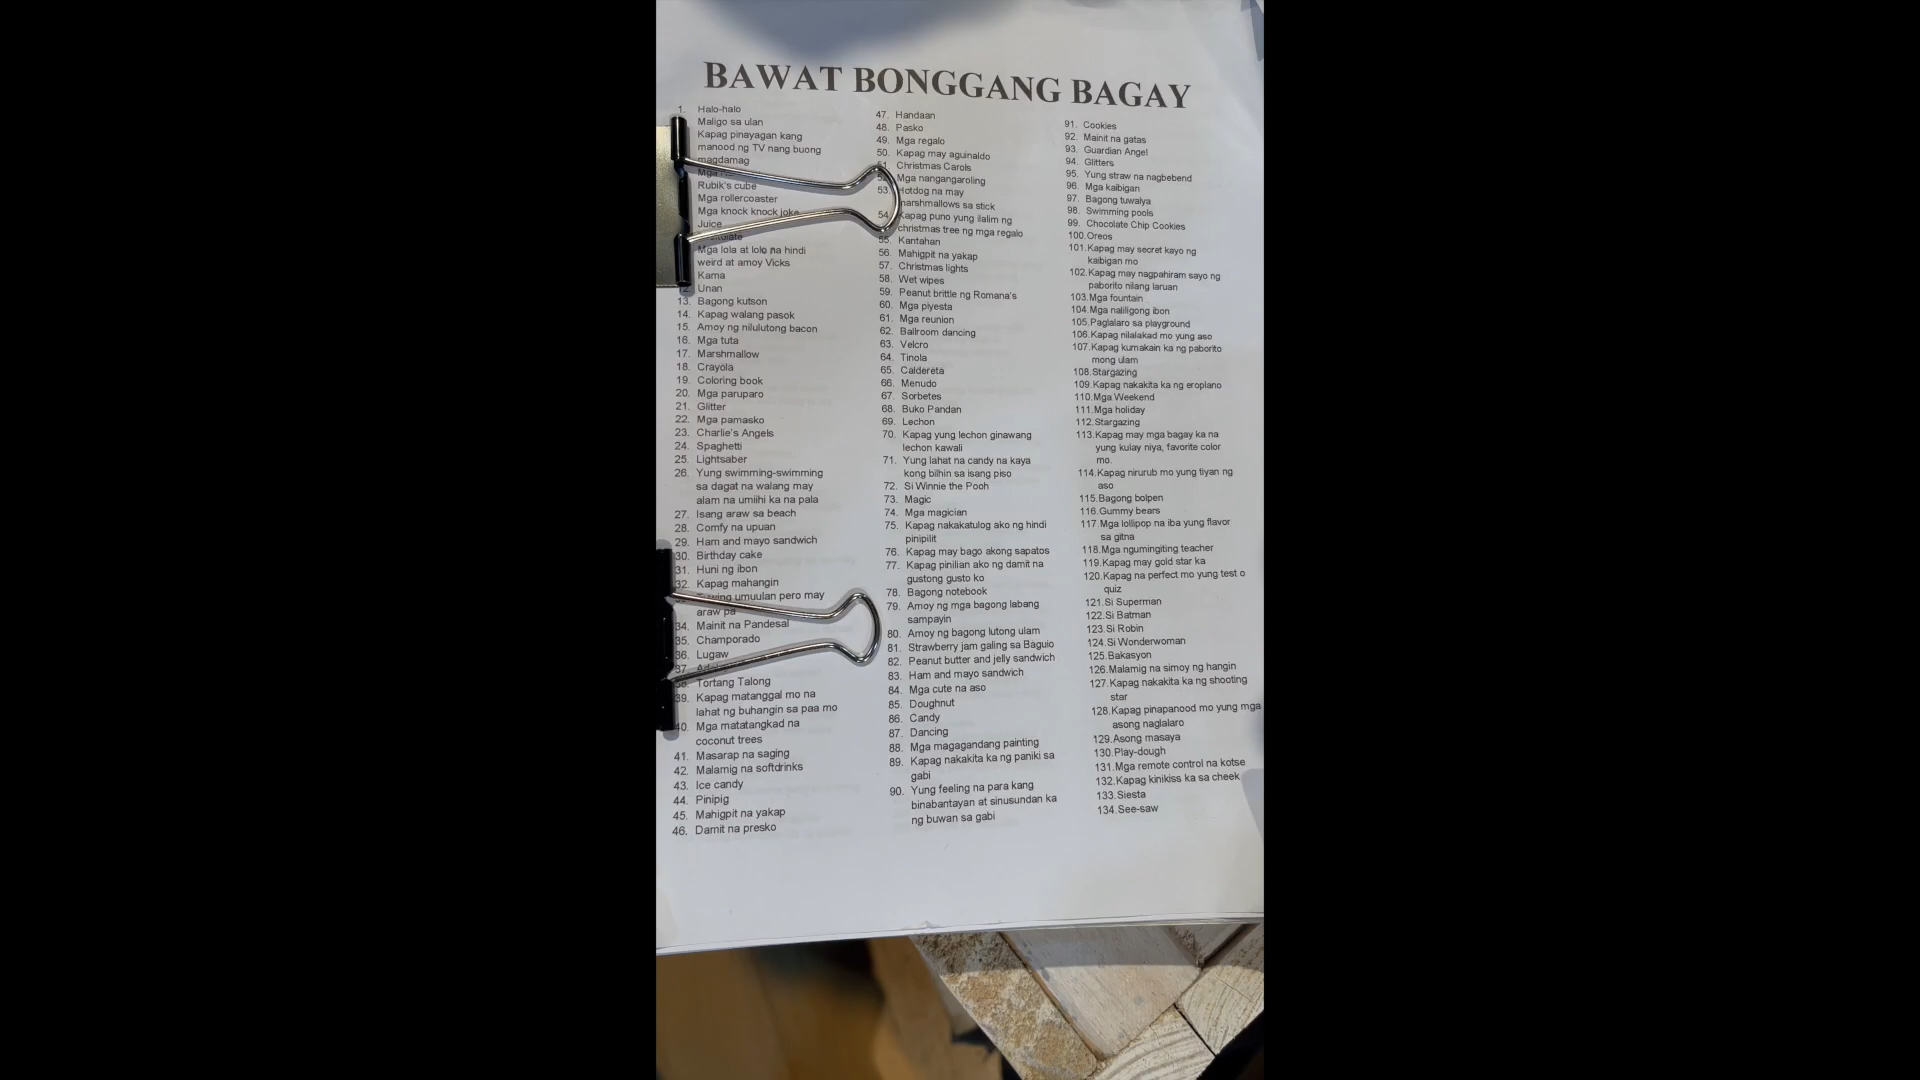 BAWAT BONGGANG BAGAY
1. Halo-halo
Maligo sa ulan
Kapag pinayagan kang
manood ng TV nang buong
magdamag
Mga
Rubik's cube
Mga rollercoaster
Mga knock knock joke
Juice
Mga lola at lolo na hindi
weird at amoy Vicks
Kama
12. Unan
13. Bagong kutson
14. Kapag walang pasok
15. Amoy ng nilulutong bacon
16. Mga tuta
17. Marshmallow
18. Crayola
19. Coloring book
20. Mga paruparo
21. Glitter
22. Mga pamasko
23. Charlie's Angels
24. Spaghetti
25. Lightsaber
26. Yung swimming-swimming
sa dagat na walang may
alam na umiihi ka na pala
27. Isang araw sa beach
28. Comfy na upuan
29. Ham and mayo sandwich
30. Birthday cake
31. Huni ng ibon
32. Kapag mahangin
umuulan pero may
araw pa
34. Mainit na Pandesal
35. Champorado
36. Lugaw
37.
38. Tortang Talong
39. Kapag matanggal mo na
lahat ng buhangin sa paa mo
40. Mga matatangkad na
coconut trees
41. Masarap na saging
42. Malamig na softdrinks
43. Ice candy
44. Pinipig
45. Mahigpit na yakap
46. Damit na presko
47. Handaan
48. Pasko
49. Mga regalo
50. Kapag may aguinaldo
51. Christmas Carols
52. Mga nangangaroling
53. Hotdog na may
marshmallows sa stick
54. Kapag puno yung ilalim ng
christmas tree ng mga regalo
55. Kantahan
56. Mahigpit na yakap
57. Christmas lights
58. Wet wipes
59. Peanut brittle ng Romana's
60. Mga piyesta
61. Mga reunion
62. Ballroom dancing
63. Velcro
64. Tinola
65. Caldereta
66. Menudo
67. Sorbetes
68. Buko Pandan
69. Lechon
70. Kapag yung lechon ginawang
lechon kawali
71. Yung lahat na candy na kaya
kong bilhin sa isang piso
72. Si Winnie the Pooh
73. Magic
74. Mga magician
75. Kapag nakakatulog ako ng hindi
pinipilit
76. Kapag may bago akong sapatos
77. Kapag pinilian ako ng damit na
gustong gusto ko
78. Bagong notebook
79. Amoy ng mga bagong labang
sampayin
80. Amoy ng bagong lutong ulam
81. Strawberry jam galing sa Baguio
82. Peanut butter and jelly sandwich
83. Ham and mayo sandwich
84. Mga cute na aso
85. Doughnut
86. Candy
87. Dancing
88. Mga magagandang painting
89. Kapag nakakita ka ng paniki sa
gabi
90. Yung feeling na para kang
binabantayan at sinusundan ka
ng buwan sa gabi
91. Cookies
92. Mainit na gatas
93. Guardian Angel
94. Glitters
95. Yung straw na nagbebend
96. Mga kaibigan
97. Bagong tuwalya
98. Swimming pools
99. Chocolate Chip Cookies
100.Oreos
101.Kapag may secret kayo ng
kaibigan mo
102.Kapag may nagpahiram sayo ng
paborito nilang laruan
103.Mga fountain
104.Mga naliligong ibon
105.Paglalaro sa playground
106.Kapag nilalakad mo yung aso
107.Kapag kumakain ka ng paborito
mong ulam
108.Stargazing
109.Kapag nakakita ka ng eroplano
110.Mga Weekend
111.Mga holiday
112.Stargazing
113.Kapag may mga bagay ka na
yung kulay niya, favorite color
mo.
114.Kapag nirurub mo yung tiyan ng
aso
115.Bagong bolpen
116.Gummy bears
117.Mga lollipop na iba yung flavor
sa gitna
118.Mga ngumingiting teacher
119.Kapag may gold star ka
120.Kapag na perfect mo yung test o
quiz
121.Si Superman
122.Si Batman
123.Si Robin
124.Si Wonderwoman
125.Bakasyon
126.Malamig na simoy ng hangin
127.Kapag nakakita ka ng shooting
star
128.Kapag pinapanood mo yung mga
asong naglalaro
129.Asong masaya
130.Play-dough
131.Mga remote control na kotse
132.Kapag kinikiss ka sa cheek
133.Siesta
134.See-saw